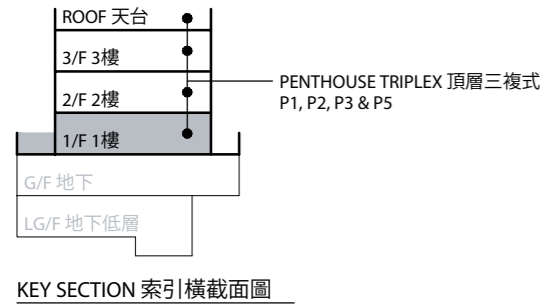 ROOF 天台
3/F 3樓
PENTHOUSE TRIPLEX 頂層三複式
P1, P2, P3 & P5
2/F 2樓
1/F 1樓
G/F 地下
LG/F 地下低層
KEY SECTION 索引橫截面圖